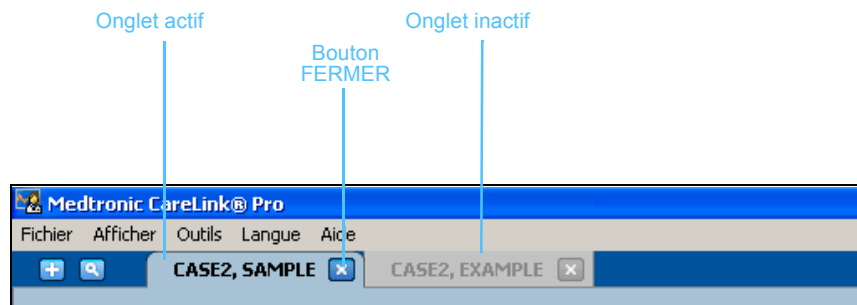 Onglet actif
Onglet inactif
Bouton
FERMER
Medtronic CareLink® Pro
Fichier Afficher Outils Langue Aide
CASE2, SAMPLE CASE2, EXAMPLE